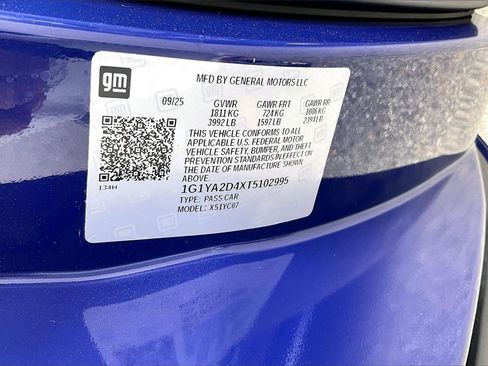 gm
MFD BY GENERAL MOTORS LLC
09/25 GVWR GAWR FRT GAWR RR
1811KG 724KG 1086KG
3992LB 1597LB 2394LB
THIS VEHICLE CONFORMS TO ALL
APPLICABLE U.S. FEDERAL MOTOR
VEHICLE SAFETY, BUMPER, AND THEFT
PREVENTION STANDARDS IN EFFECT ON
THE DATE OF MANUFACTURE SHOWN
ABOVE.
1G1YA2D4XT5102995
TYPE: PASS CAR
MODEL: X51YC07
134H